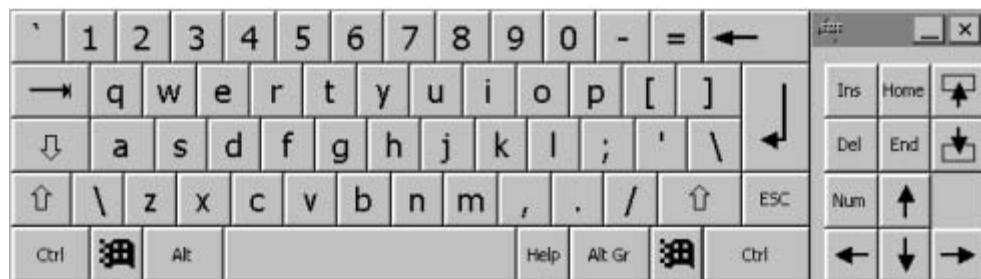 ` 1 2 3 4 5 6 7 8 9 0 - =
q w e r t y u i o p [ ] Ins Home
a s d f g h j k l ; ' \ Del End
\ z x c v b n m , . / ESC Num
Ctrl Alt Help Alt Gr Ctrl